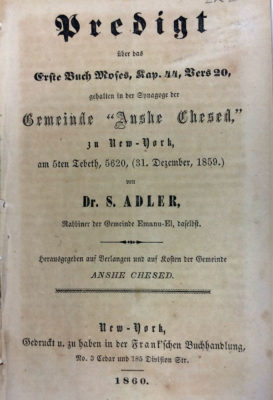 Predigt
über das
Erste Buch Moses, Kap. 44, Vers 20,
gehalten in der Synagoge der
Gemeinde "Anshe Chesed,"
zu New-York,
am 5ten Tebeth, 5620, (31. Dezember, 1859.)
von
Dr. S. ADLER,
Rabbiner der Gemeinde Emanu-El, daselbst.
Herausgegeben auf Verlangen und auf Kosten der Gemeinde
ANSHE CHESED.
New-York,
Gedruckt u. zu haben in der Frank'schen Buchhandlung,
No. 3 Cedar und 185 Division Str.
1860.